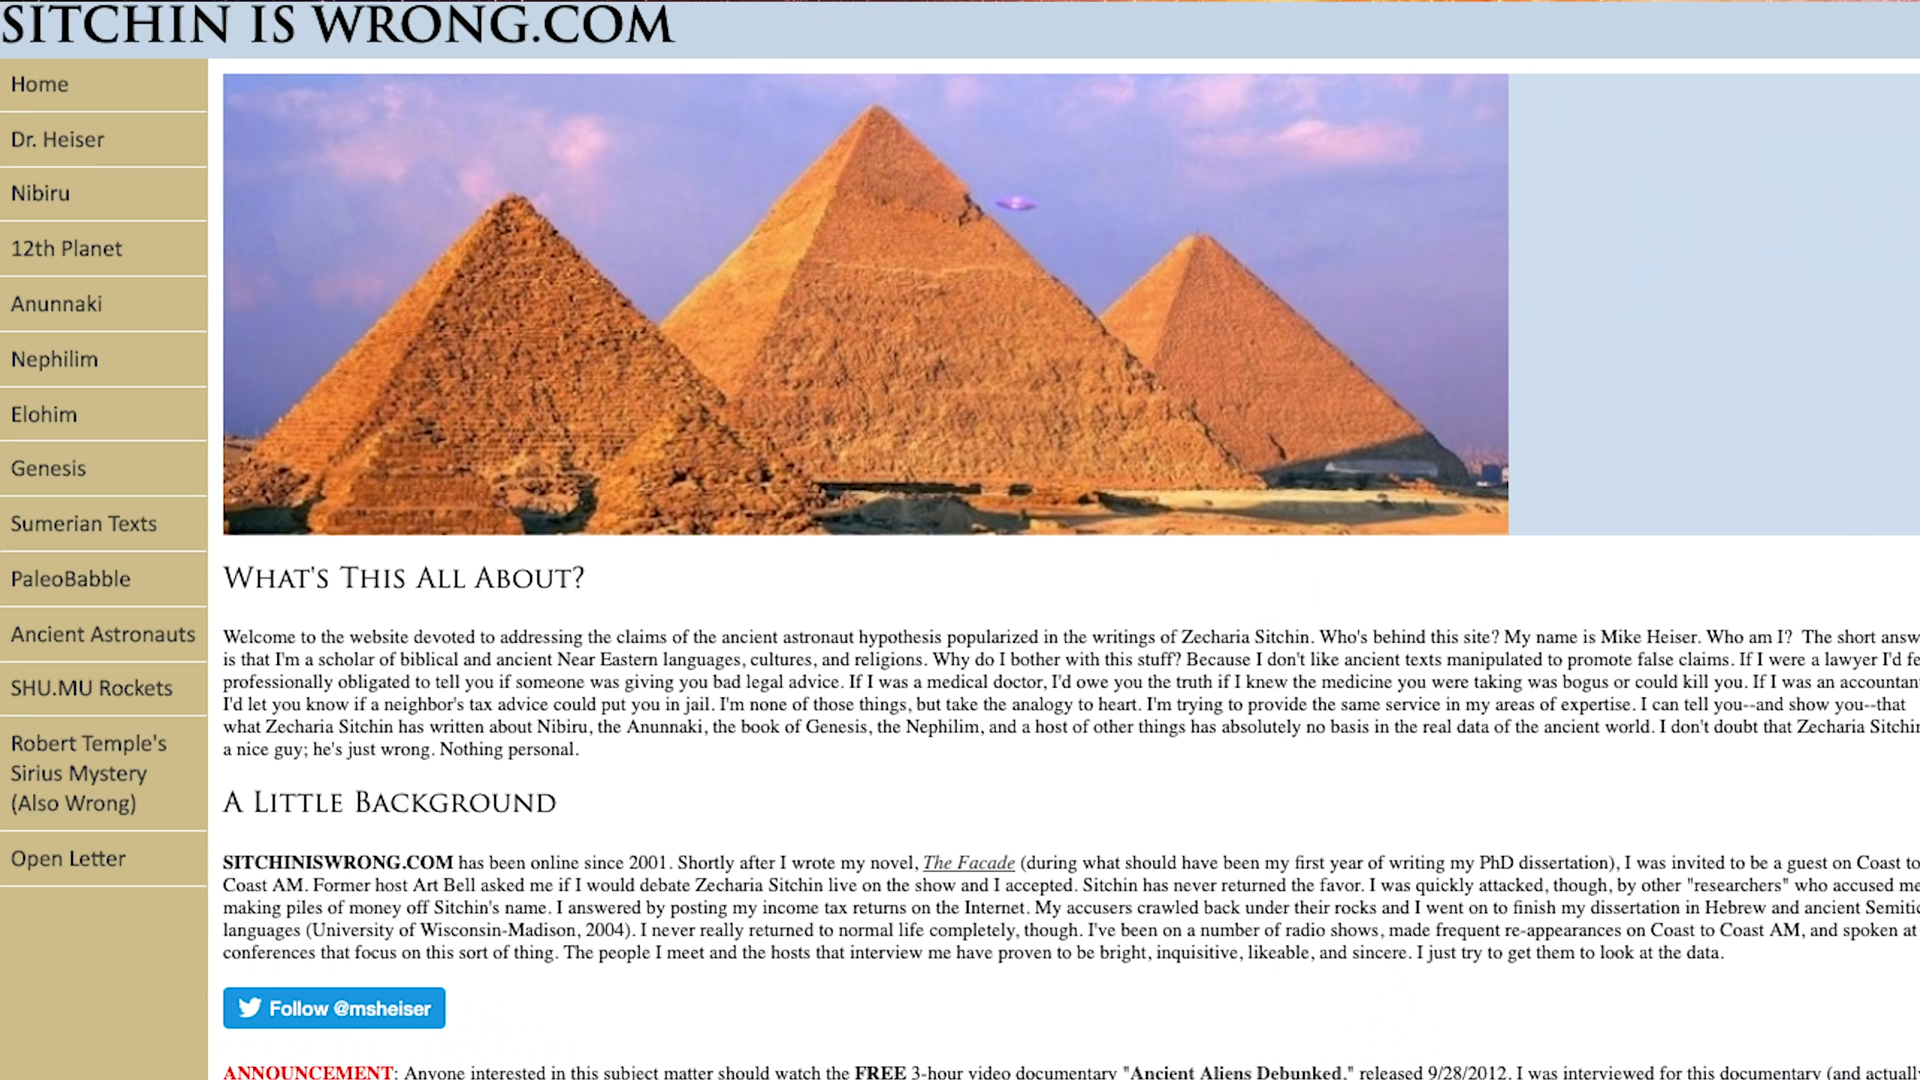 SITCHIN IS WRONG.COM
Home
Dr. Heiser
Nibiru
12th Planet
Anunnaki
Nephilim
Elohim
Genesis
Sumerian Texts
PaleoBabble
Ancient Astronauts
SHU.MU Rockets
Robert Temple's
Sirius Mystery
(Also Wrong)
Open Letter
WHAT'S THIS ALL ABOUT?
Welcome to the website devoted to addressing the claims of the ancient astronaut hypothesis popularized in the writings of Zecharia Sitchin. Who's behind this site? My name is Mike Heiser. Who am I? The short
is that I'm a scholar of biblical and ancient Near Eastern languages, cultures, and religions. Why do I bother with this stuff? Because I don't like ancient texts manipulated to promote false claims. If I were a lawyer I'd
professionally obligated to tell you if someone was giving you bad legal advice. If I was a medical doctor, I'd owe you the truth if I knew the medicine you were taking was bogus or could kill you. If I was an
I'd let you know if a neighbor's tax advice could put you in jail. I'm none of those things, but take the analogy to heart. I'm trying to provide the same service in my areas of expertise. I can tell you--and show you--that
what Zecharia Sitchin has written about Nibiru, the Anunnaki, the book of Genesis, the Nephilim, and a host of other things has absolutely no basis in the real data of the ancient world. I don't doubt that Zecharia
a nice guy; he's just wrong. Nothing personal.
A LITTLE BACKGROUND
SITCHINISWRONG.COM has been online since 2001. Shortly after I wrote my novel, The Facade (during what should have been my first year of writing my PhD dissertation), I was invited to be a guest on Coast to
Coast AM. Former host Art Bell asked me if I would debate Zecharia Sitchin live on the show and I accepted. Sitchin has never returned the favor. I was quickly attacked, though, by other "researchers" who accused me
making piles of money off Sitchin's name. I answered by posting my income tax returns on the Internet. My accusers crawled back under their rocks and I went on to finish my dissertation in Hebrew and ancient
languages (University of Wisconsin-Madison, 2004). I never really returned to normal life completely, though. I've been on a number of radio shows, made frequent re-appearances on Coast to Coast AM, and spoken at
conferences that focus on this sort of thing. The people I meet and the hosts that interview me have proven to be bright, inquisitive, likeable, and sincere. I just try to get them to look at the data.
Follow @msheiser
ANNOUNCEMENT: Anyone interested in this subject matter should watch the FREE 3-hour video documentary "Ancient Aliens Debunked," released 9/28/2012. I was interviewed for this documentary (and